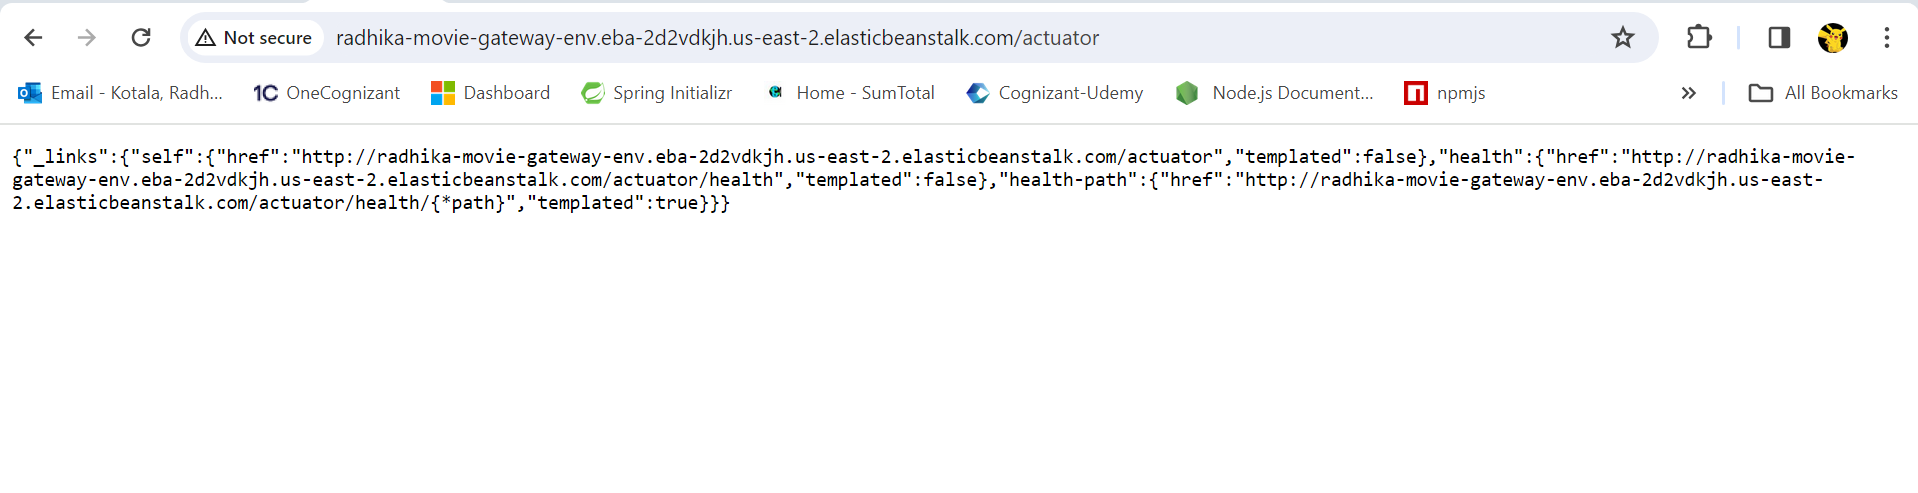 Not secure radhika-movie-gateway-env.eba-2d2vdkjh.us-east-2.elasticbeanstalk.com/actuator
Email - Kotala, Radh... 1C OneCognizant Dashboard Spring Initializr Home - SumTotal Cognizant-Udemy Node.js Document... npmjs » All Bookmarks
{"_links":{"self":{"href":"http://radhika-movie-gateway-env.eba-2d2vdkjh.us-east-2.elasticbeanstalk.com/actuator","templated":false},"health":{"href":"http://radhika-movie-
gateway-env.eba-2d2vdkjh.us-east-2.elasticbeanstalk.com/actuator/health","templated":false},"health-path":{"href":"http://radhika-movie-gateway-env.eba-2d2vdkjh.us-east-
2.elasticbeanstalk.com/actuator/health/{*path}","templated":true}}}